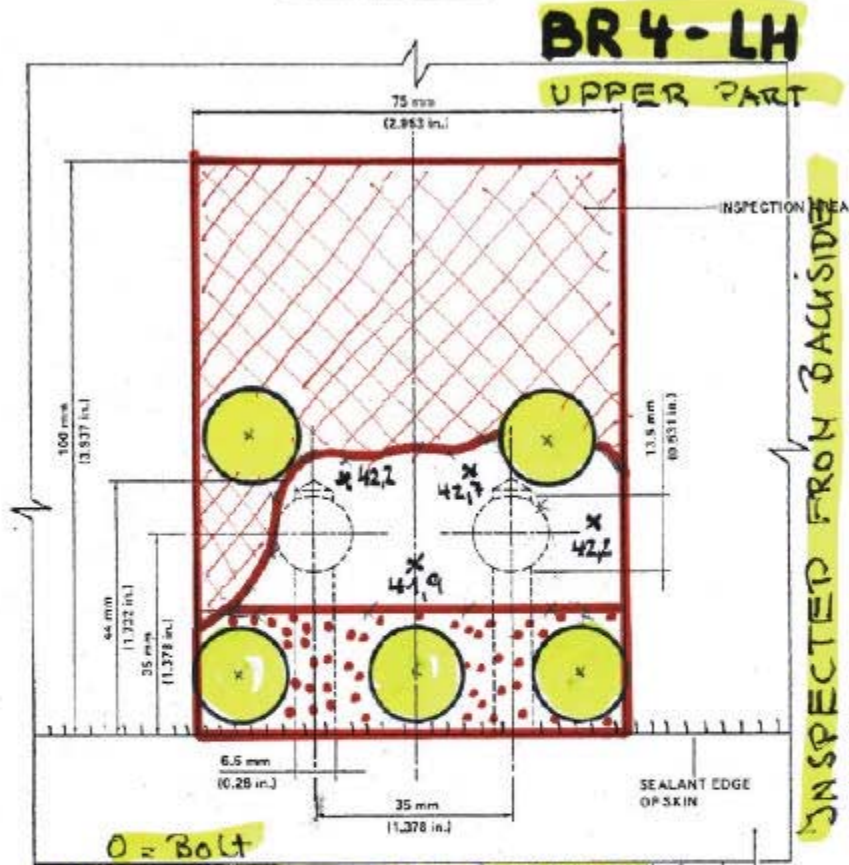 BR 4 - LH
UPPER PART
75 mm
(2.953 in.)
INSPECTION AREA
INSPECTED FROM BACKSIDE
100 mm
(3.937 in.)
13.5 mm
(0.531 in.)
42,2
42,7
42,2
41,9
44 mm
(1.732 in.)
35 mm
(1.378 in.)
6.5 mm
(0.26 in.)
35 mm
(1.378 in.)
SEALANT EDGE
OF SKIN
O = Bolt